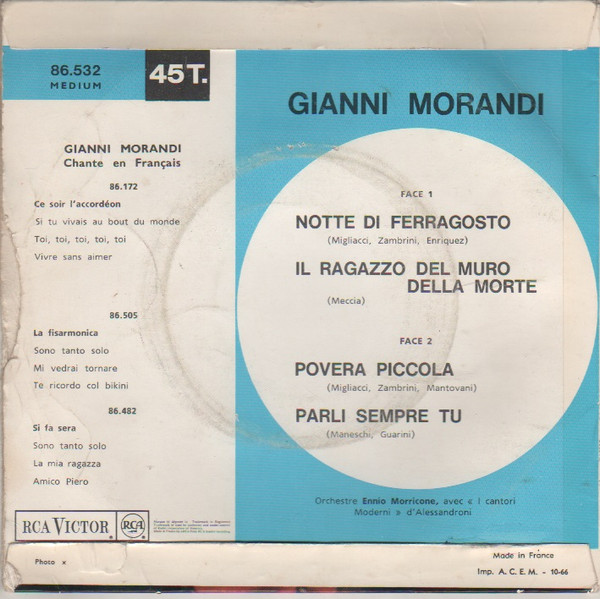 86.532
MEDIUM
45 T.
GIANNI MORANDI
GIANNI MORANDI
Chante en Français
86.172
Ce soir l'accordéon
Si tu vivais au bout du monde
Toi, toi, toi, toi, toi
Vivre sans aimer
86.505
La fisarmonica
Sono tanto solo
Mi vedrai tornare
Te ricordo col bikini
86.482
Si fa sera
Sono tanto solo
La mia ragazza
Amico Piero
FACE 1
NOTTE DI FERRAGOSTO
(Migliacci, Zambrini, Enriquez)
IL RAGAZZO DEL MURO
DELLA MORTE
(Meccia)
FACE 2
POVERA PICCOLA
(Migliacci, Zambrini, Mantovani)
PARLI SEMPRE TU
(Maneschi, Guarini)
Orchestre Ennio Morricone, avec « I cantori
Moderni » d'Alessandroni
RCA VICTOR
RCA
Photo x
Made in France
Imp. A. C. E. M. - 10-66